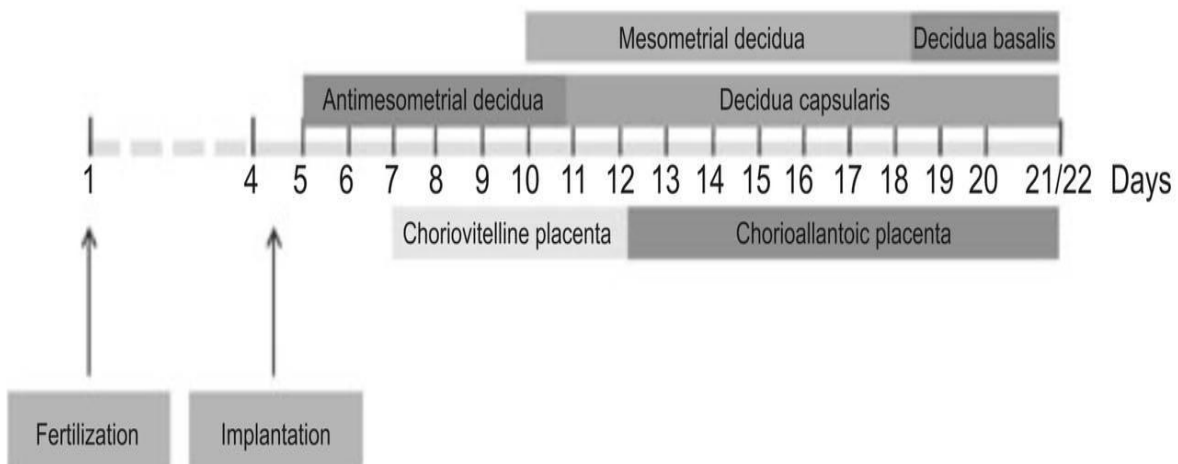 Mesometrial decidua Decidua basalis
Antimesometrial decidua Decidua capsularis
1 4 5 6 7 8 9 10 11 12 13 14 15 16 17 18 19 20 21/22 Days
Choriovitelline placenta Chorioallantoic placenta
Fertilization Implantation